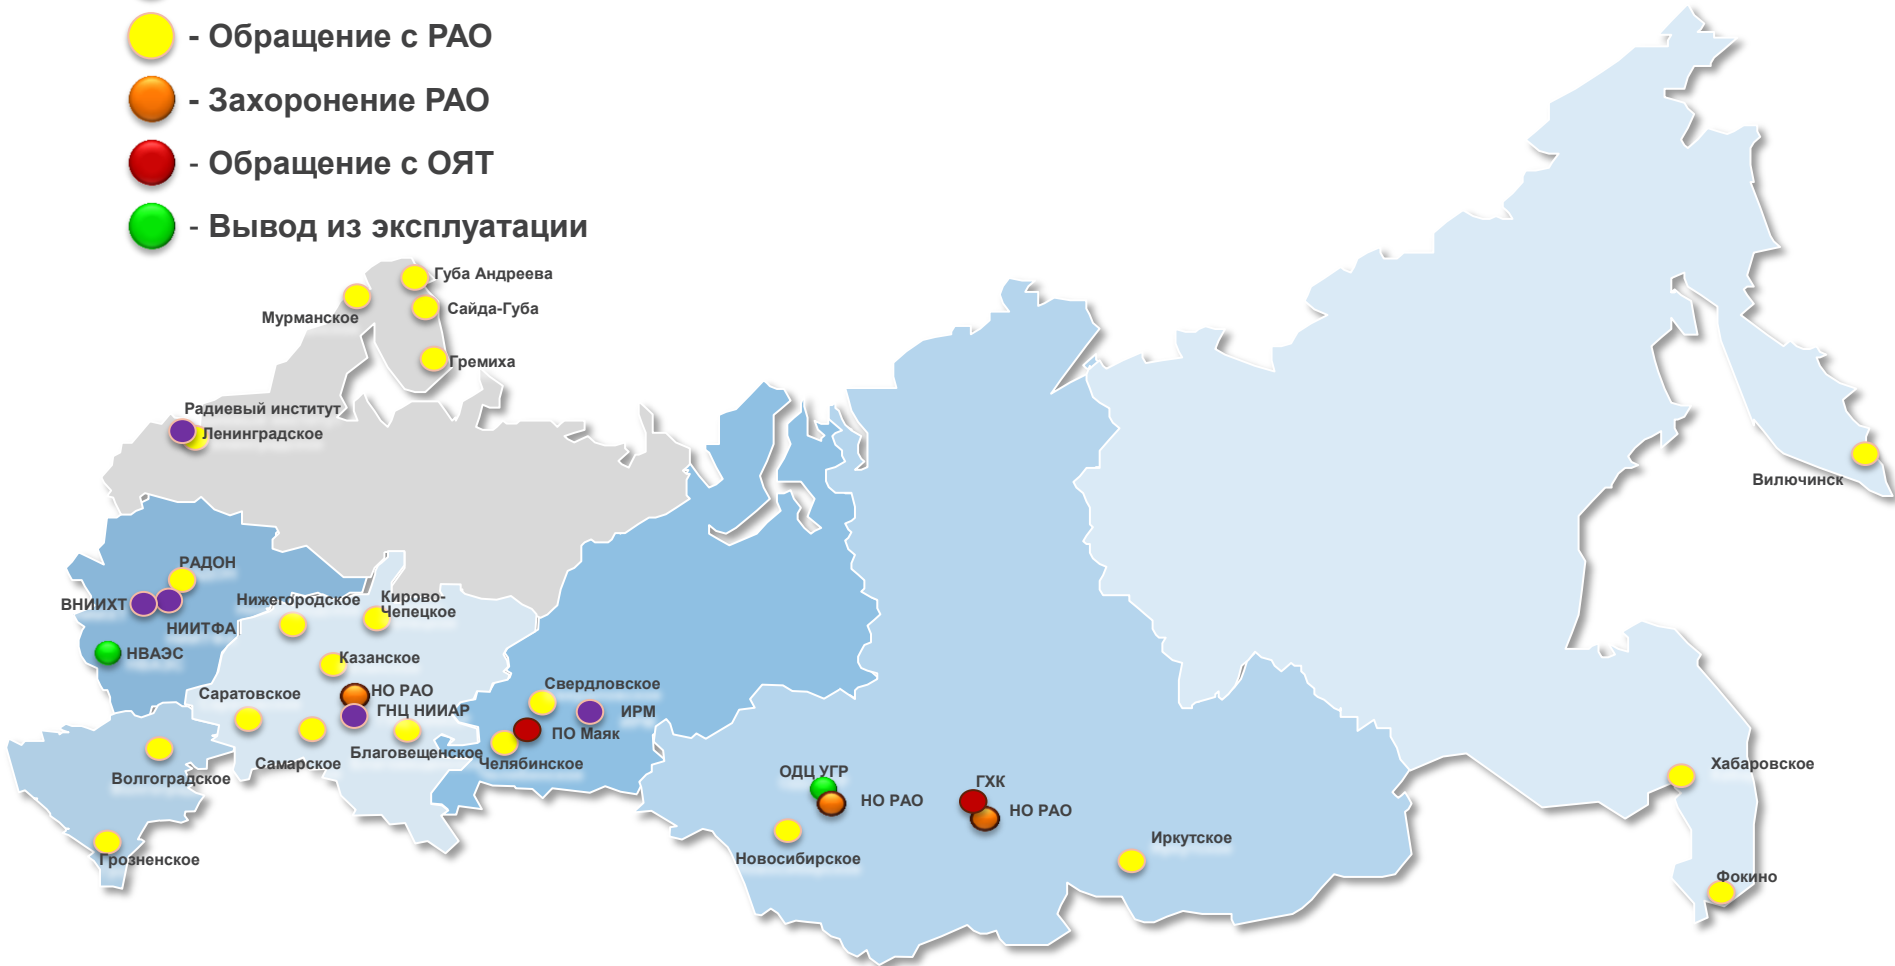 - Обращение с РАО
- Захоронение РАО
- Обращение с ОЯТ
- Вывод из эксплуатации
Губа Андреева
Сайда-Губа
Мурманское
Гремиха
Радиевый институт
Ленинградское
Вилючинск
РАДОН
ВНИИХТ
НИИТФА
НВАЭС
Нижегородское
Кирово-
Чепецкое
Казанское
Саратовское
НО РАО
ГНЦ НИИАР
Самарское
Благовещенское
Свердловское
ИРМ
ПО Маяк
Челябинское
Волгоградское
Грозненское
ОДЦ УГР
НО РАО
Новосибирское
ГХК
НО РАО
Иркутское
Хабаровское
Фокино